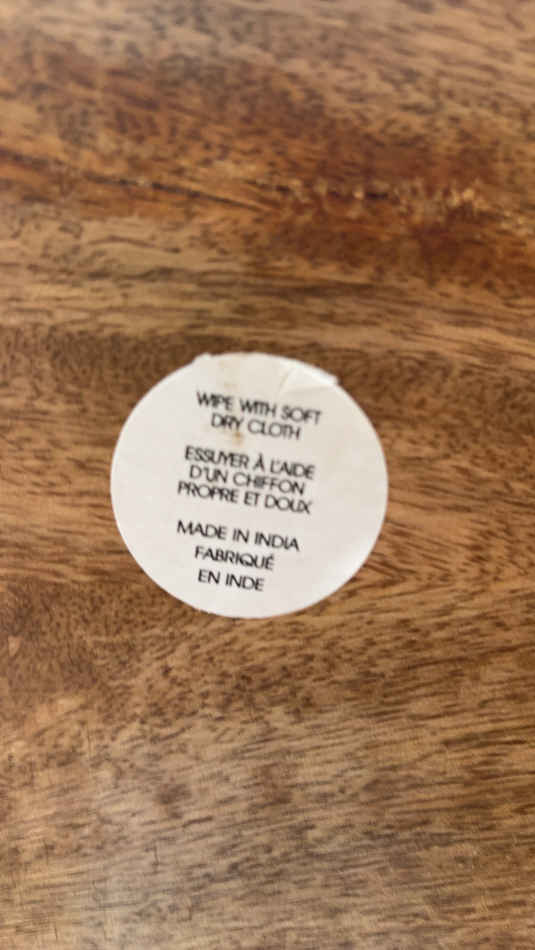 WIPE WITH SOFT
DRY CLOTH
ESSUYER À L'AIDE
D'UN CHIFFON
PROPRE ET DOUX
MADE IN INDIA
FABRIQUÉ
EN INDE